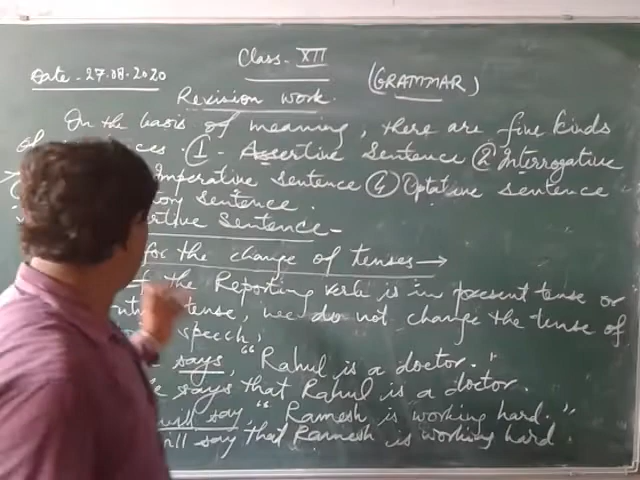 Class - XII
Date - 27.08.2020
(GRAMMAR)
Revision work.
On the basis of meaning, there are five kinds
of ces. ① - Assertive Sentence ② Interrogative
Imperative Sentence ④ Optative sentence
ory sentence.
rtive Sentence -
for the change of tenses →
If the Reporting verb is in present tense or
tense, we do not change the tense of
speech,
says, "Rahul is a doctor."
says that Rahul is a doctor.
will say, "Ramesh is working hard."
ill say that Ramesh is working hard.